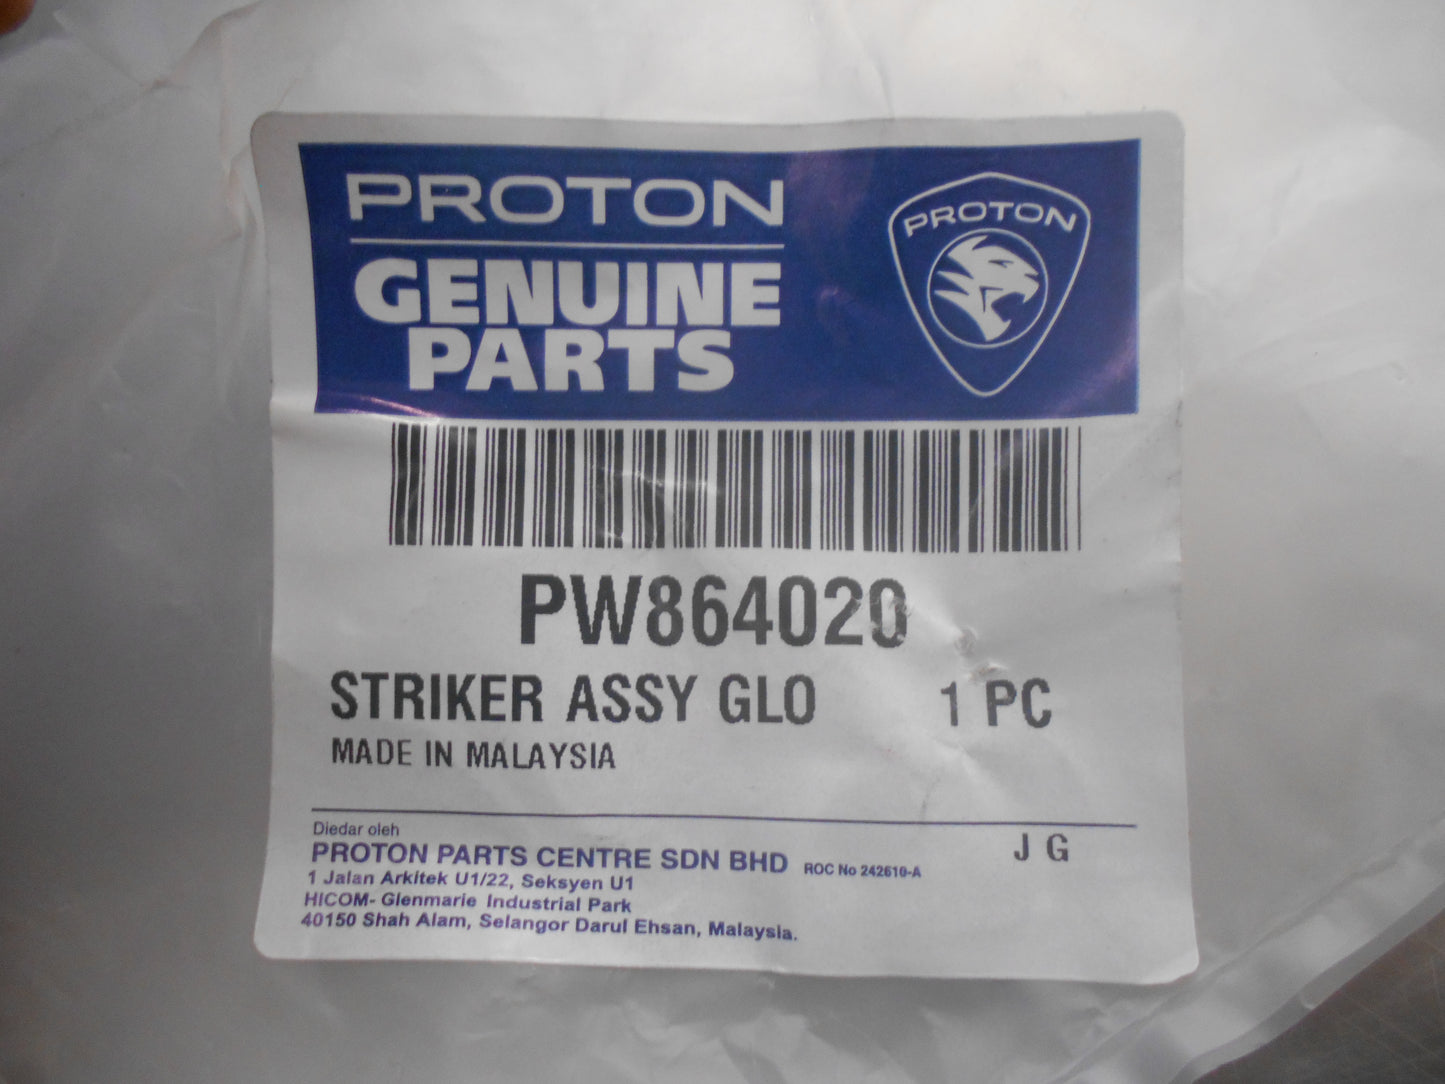 PROTON
GENUINE
PARTS
PROTON
PW864020
STRIKER ASSY GLO 1 PC
MADE IN MALAYSIA
Diedar oleh
PROTON PARTS CENTRE SDN BHD ROC No 242610-A
J G
1 Jalan Arkitek U1/22, Seksyen U1
HICOM- Glenmarie Industrial Park
40150 Shah Alam, Selangor Darul Ehsan, Malaysia.